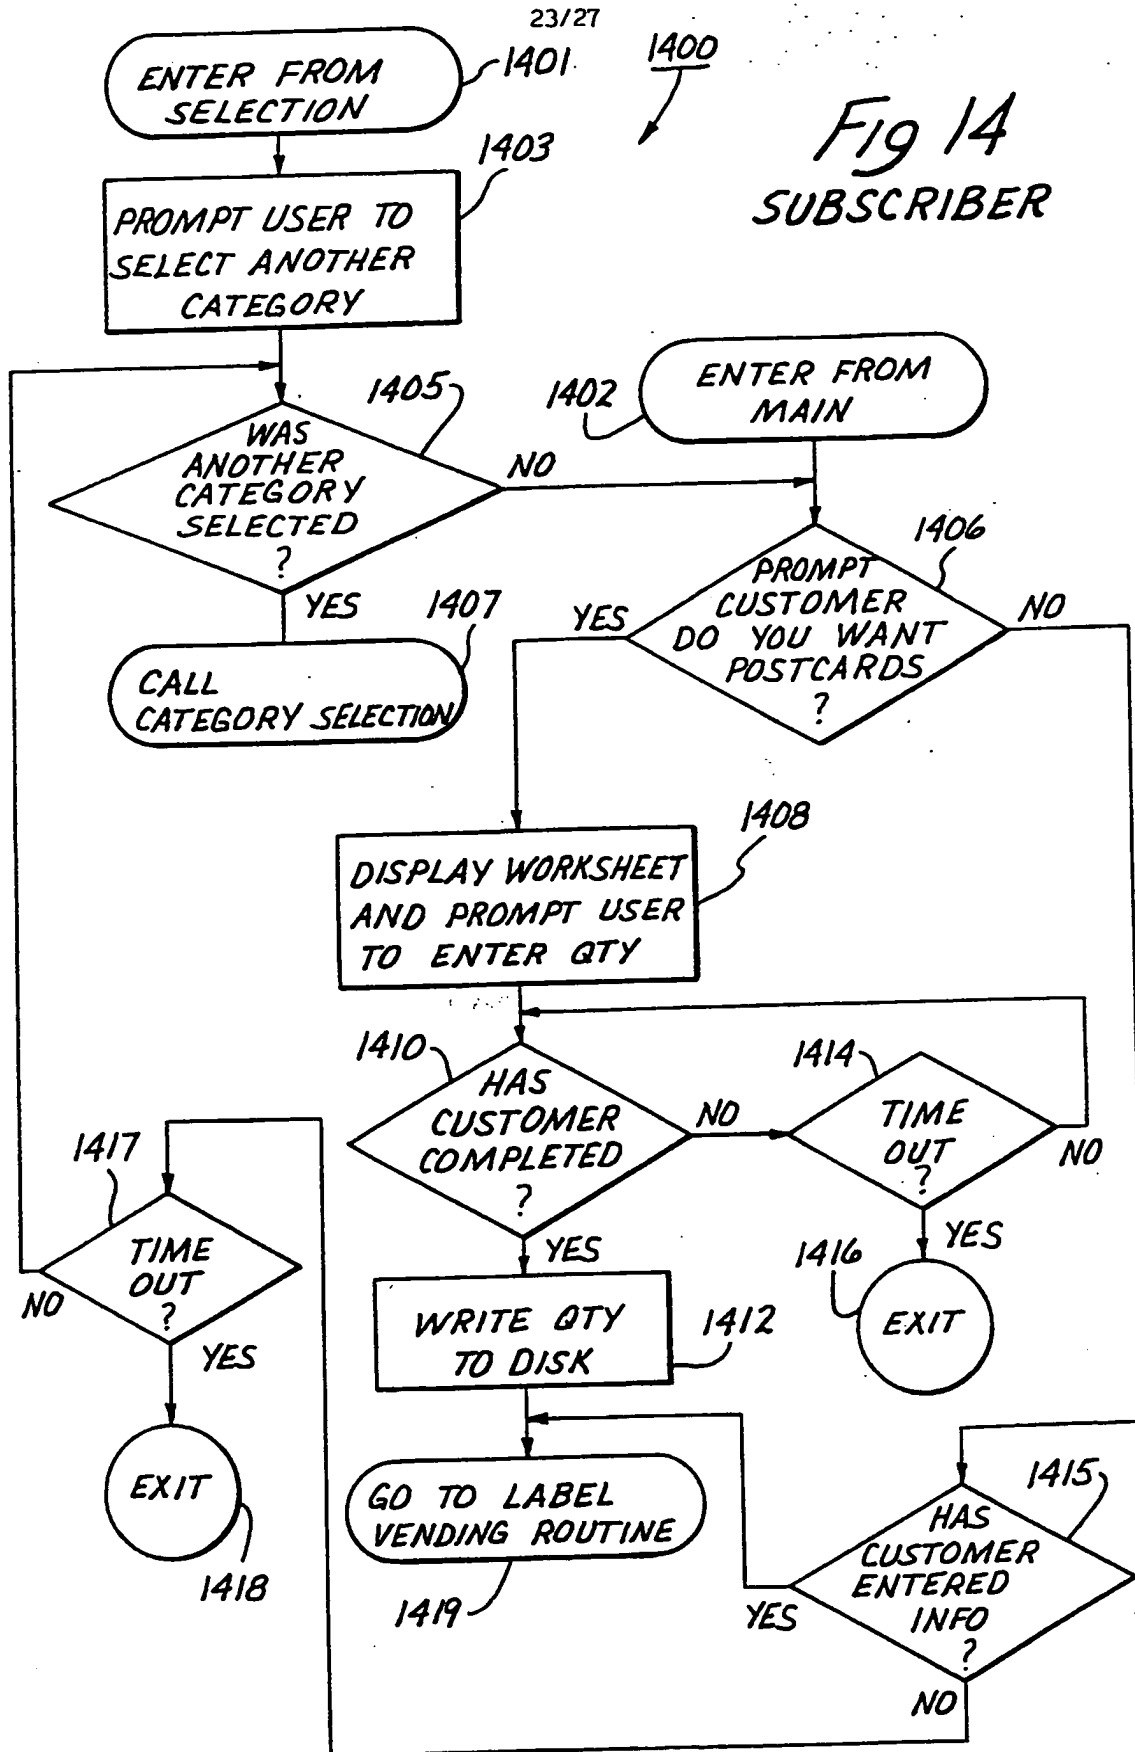 23/27
ENTER FROM
SELECTION
1401
1400
Fig 14
SUBSCRIBER
1403
PROMPT USER TO
SELECT ANOTHER
CATEGORY
1405
WAS
ANOTHER
CATEGORY
SELECTED
?
NO
YES
1402
ENTER FROM
MAIN
1407
CALL
CATEGORY SELECTION
1406
PROMPT
CUSTOMER
DO YOU WANT
POSTCARDS
?
YES
NO
1408
DISPLAY WORKSHEET
AND PROMPT USER
TO ENTER QTY
1410
HAS
CUSTOMER
COMPLETED
?
NO
YES
1414
TIME
OUT
?
NO
YES
1416
EXIT
1417
TIME
OUT
?
NO
YES
EXIT
1418
WRITE QTY
TO DISK
1412
GO TO LABEL
VENDING ROUTINE
1419
1415
HAS
CUSTOMER
ENTERED
INFO
?
YES
NO